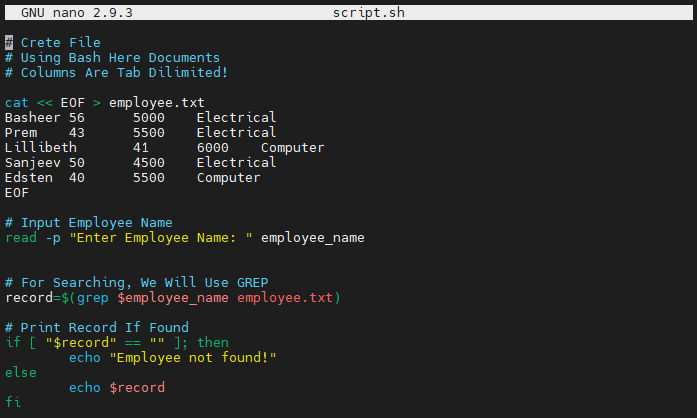 GNU nano 2.9.3 script.sh
# Crete File
# Using Bash Here Documents
# Columns Are Tab Dilimited!
cat << EOF > employee.txt
Basheer 56 5000 Electrical
Prem 43 5500 Electrical
Lillibeth 41 6000 Computer
Sanjeev 50 4500 Electrical
Edsten 40 5500 Computer
EOF
# Input Employee Name
read -p "Enter Employee Name: " employee_name
# For Searching, We Will Use GREP
record=$(grep $employee_name employee.txt)
# Print Record If Found
if [ "$record" == "" ]; then
echo "Employee not found!"
else
echo $record
fi